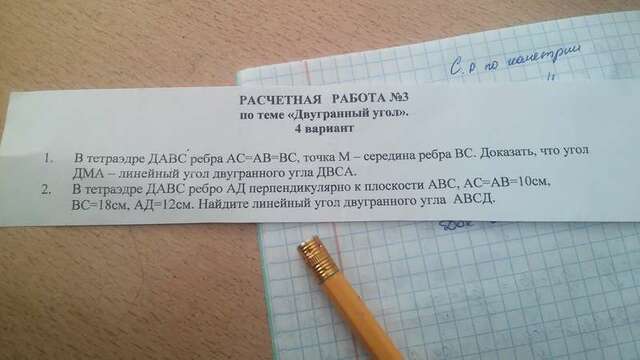 С. р по геометрии
РАСЧЕТНАЯ РАБОТА №3
по теме «Двугранный угол».
4 вариант
1. В тетраэдре ДАВС ребра АС=АВ=ВС, точка М – середина ребра ВС. Доказать, что угол
ДМА – линейный угол двугранного угла ДВСА.
2. В тетраэдре ДАВС ребро АД перпендикулярно к плоскости АВС, АС=АВ=10см,
ВС=18см, АД=12см. Найдите линейный угол двугранного угла АВСД.